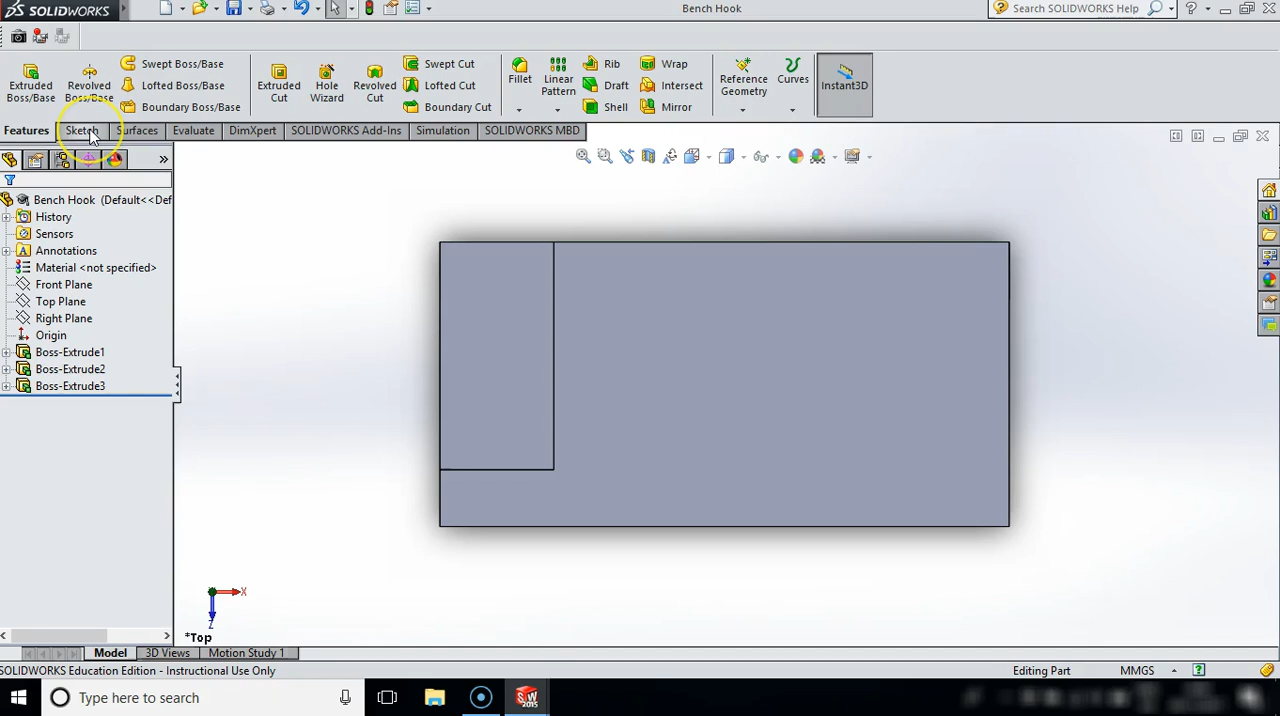 SOLIDWORKS
Bench Hook
Search SOLIDWORKS Help
Extruded Boss/Base
Revolved Boss/Base
Swept Boss/Base
Lofted Boss/Base
Boundary Boss/Base
Extruded Cut
Hole Wizard
Revolved Cut
Swept Cut
Lofted Cut
Boundary Cut
Fillet
Linear Pattern
Rib
Draft
Shell
Wrap
Intersect
Mirror
Reference Geometry
Curves
Instant3D
Features Sketch Surfaces Evaluate DimXpert SOLIDWORKS Add-Ins Simulation SOLIDWORKS MBD
Bench Hook (Default<<Def
History
Sensors
Annotations
Material <not specified>
Front Plane
Top Plane
Right Plane
Origin
Boss-Extrude1
Boss-Extrude2
Boss-Extrude3
X
Z
*Top
Model 3D Views Motion Study 1
SOLIDWORKS Education Edition - Instructional Use Only
Editing Part
MMGS
Type here to search
SW
2015